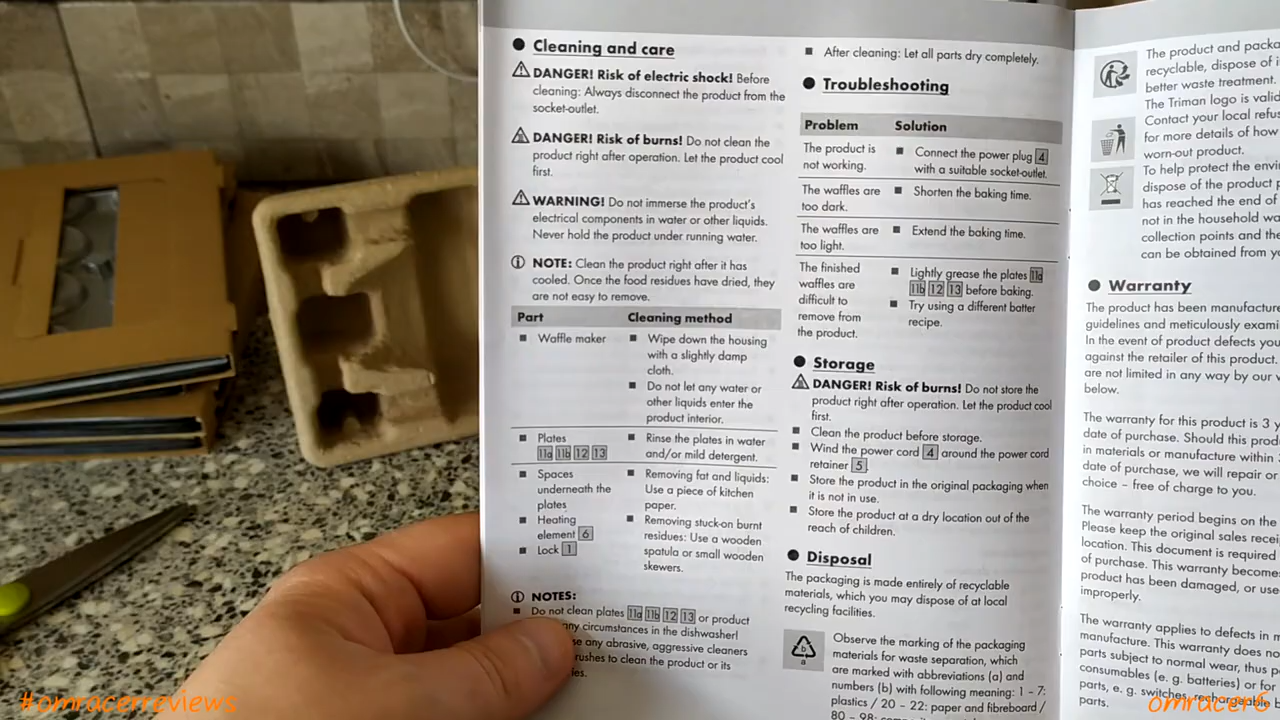 ● Cleaning and care
DANGER! Risk of electric shock! Before
cleaning: Always disconnect the product from the
socket-outlet.
DANGER! Risk of burns! Do not clean the
product right after operation. Let the product cool
first.
WARNING! Do not immerse the product's
electrical components in water or other liquids.
Never hold the product under running water.
NOTE: Clean the product right after it has
cooled. Once the food residues have dried, they
are not easy to remove.
Part Cleaning method
■ Waffle maker ■ Wipe down the housing
with a slightly damp
cloth.
■ Do not let any water or
other liquids enter the
product interior.
■ Plates ■ Rinse the plates in water
11a 11b 12 13 and/or mild detergent.
■ Spaces ■ Removing fat and liquids:
underneath the Use a piece of kitchen
plates paper.
■ Heating ■ Removing stuck-on burnt
element 6 residues: Use a wooden
■ Lock 1 spatula or small wooden
skewers.
NOTES:
■ Do not clean plates 11a 11b 12 13 or product
any circumstances in the dishwasher!
any abrasive, aggressive cleaners
to clean the product or its
■ After cleaning: Let all parts dry completely.
● Troubleshooting
Problem Solution
The product is ■ Connect the power plug 4
not working. with a suitable socket-outlet.
The waffles are ■ Shorten the baking time.
too dark.
The waffles are ■ Extend the baking time.
too light.
The finished ■ Lightly grease the plates 11a
waffles are 11b 12 13 before baking.
difficult to ■ Try using a different batter
remove from recipe.
the product.
● Storage
DANGER! Risk of burns! Do not store the
product right after operation. Let the product cool
first.
■ Clean the product before storage.
■ Wind the power cord 4 around the power cord
retainer 5.
■ Store the product in the original packaging when
it is not in use.
■ Store the product at a dry location out of the
reach of children.
● Disposal
The packaging is made entirely of recyclable
materials, which you may dispose of at local
recycling facilities.
b
a
Observe the marking of the packaging
materials for waste separation, which
are marked with abbreviations (a) and
numbers (b) with following meaning: 1 – 7:
plastics / 20 – 22: paper and fibreboard /
80 – 98:
The product and
recyclable, dispose of
better waste treatment.
The Triman logo is
Contact your local
for more details of how
worn-out product.
To help protect the
dispose of the product
has reached the end of
not in the household
collection points and
can be obtained from
● Warranty
The product has been
guidelines and meticulously
In the event of product defects
against the retailer of this product.
are not limited in any way by our
below.
The warranty for this product is 3
date of purchase. Should this
in materials or manufacture within
date of purchase, we will repair or
choice – free of charge to you.
The warranty period begins on the
Please keep the original sales
location. This document is required
purchase. This warranty becomes
product has been damaged, or
improperly.
The warranty applies to defects in
manufacture. This warranty does
parts subject to normal wear, thus
consumables (e. g. batteries) or for
parts, e. g. switches, rechargeable
parts.
#omracerreviews
omracer6